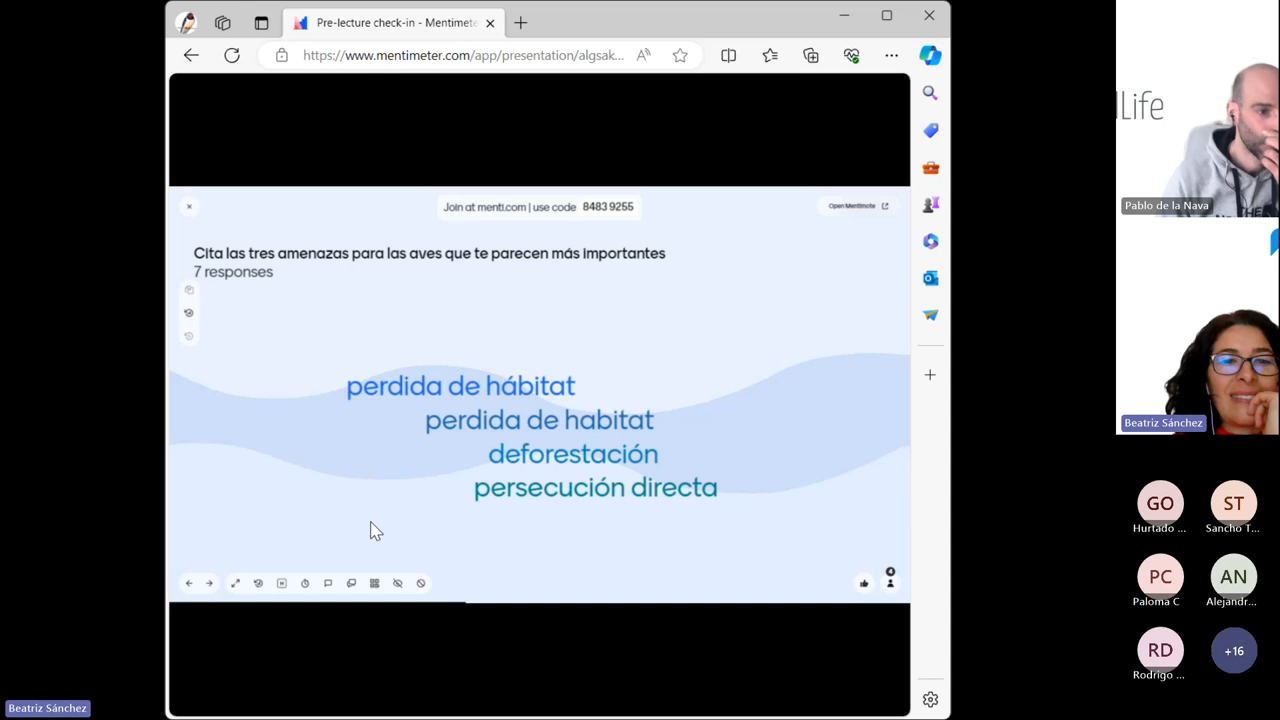 Pre-lecture check-in - Mentimete
https://www.mentimeter.com/app/presentation/algsak...
Join at menti.com | use code 8483 9255
Open Mentimote
Cita las tres amenazas para las aves que te parecen más importantes
7 responses
perdida de hábitat
perdida de habitat
deforestación
persecución directa
4
lLife
Pablo de la Nava
Beatriz Sánchez
GO
ST
Hurtado ...
Sancho T...
PC
AN
Paloma C
Alejandr...
RD
+16
Rodrigo ...
Beatriz Sánchez